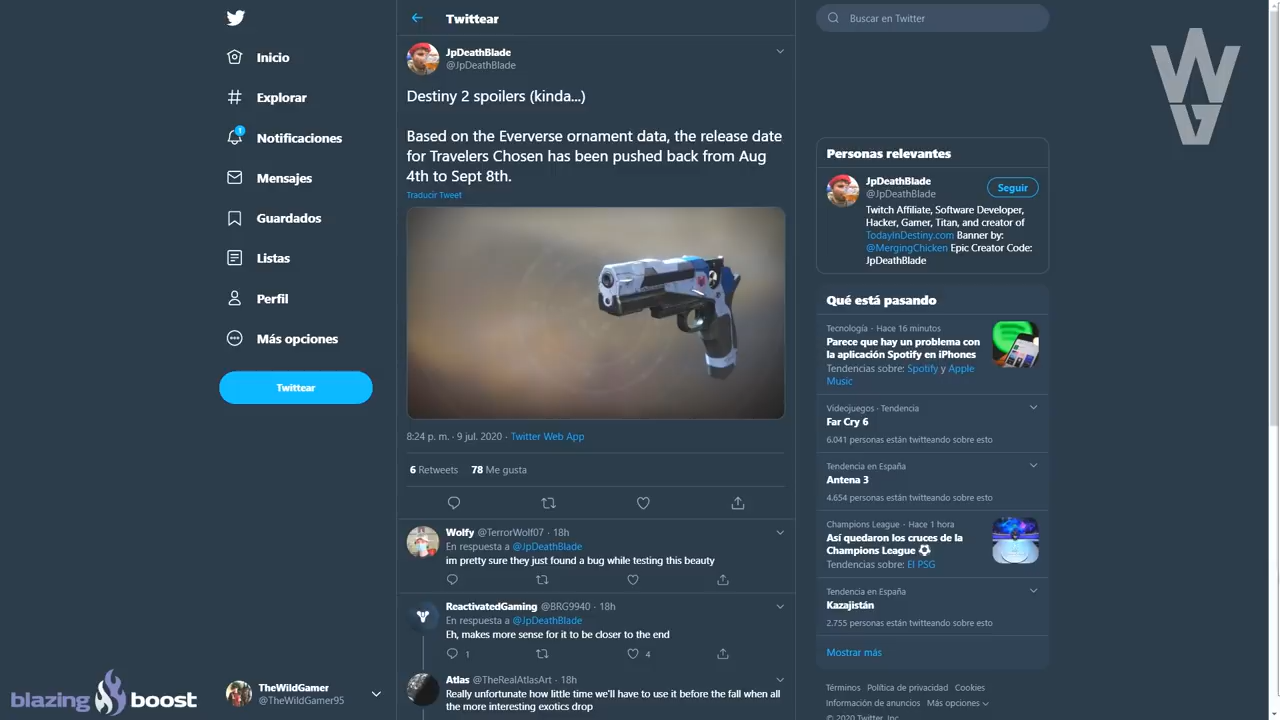 Inicio
Explorar
1
Notificaciones
Mensajes
Guardados
Listas
Perfil
Más opciones
Twittear
TheWildGamer
@TheWildGamer95
blazing boost
Twittear
JpDeathBlade
@JpDeathBlade
Destiny 2 spoilers (kinda...)
Based on the Eververse ornament data, the release date
for Travelers Chosen has been pushed back from Aug
4th to Sept 8th.
Traducir Tweet
8:24 p. m. · 9 jul. 2020 · Twitter Web App
6 Retweets 78 Me gusta
Wolfy @TerrorWolf07 · 18h
En respuesta a @JpDeathBlade
im pretty sure they just found a bug while testing this beauty
ReactivatedGaming @BRG9940 · 18h
En respuesta a @JpDeathBlade
Eh, makes more sense for it to be closer to the end
1 4
Atlas @TheRealAtlasArt · 18h
Really unfortunate how little time we'll have to use it before the fall when all
the more interesting exotics drop
Buscar en Twitter
WG
Personas relevantes
JpDeathBlade
@JpDeathBlade
Seguir
Twitch Affiliate, Software Developer,
Hacker, Gamer, Titan, and creator of
TodayInDestiny.com Banner by:
@MergingChicken Epic Creator Code:
JpDeathBlade
Qué está pasando
Tecnología · Hace 16 minutos
Parece que hay un problema con
la aplicación Spotify en iPhones
Tendencias sobre: Spotify y Apple
Music
Videojuegos · Tendencia
Far Cry 6
6.041 personas están twitteando sobre esto
Tendencia en España
Antena 3
4.654 personas están twitteando sobre esto
Champions League · Hace 1 hora
Así quedaron los cruces de la
Champions League ⚽
Tendencias sobre: El PSG
Tendencia en España
Kazajistán
2.755 personas están twitteando sobre esto
Mostrar más
Términos Política de privacidad Cookies
Información de anuncios Más opciones
© 2020 Twitter, Inc.